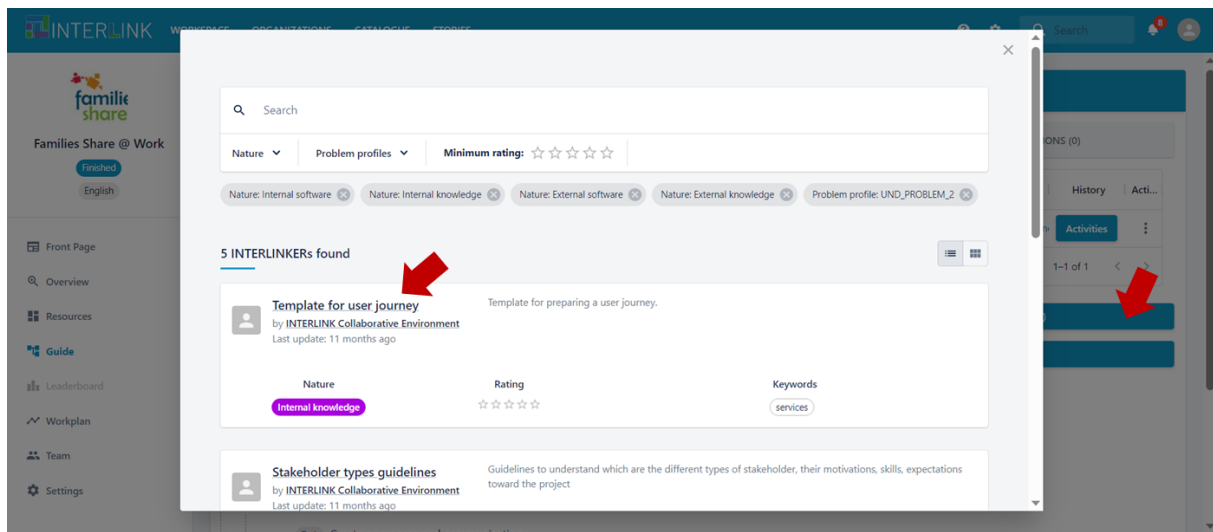 INTERLINK
Search
8
familie
share
Families Share @ Work
Finished
English
Front Page
Overview
Resources
Guide
Leaderboard
Workplan
Team
Settings
Search
Nature
Problem profiles
Minimum rating:
Nature: Internal software
Nature: Internal knowledge
Nature: External software
Nature: External knowledge
Problem profile: UND_PROBLEM_2
5 INTERLINKERs found
Template for user journey
by INTERLINK Collaborative Environment
Last update: 11 months ago
Template for preparing a user journey.
Nature
Internal knowledge
Rating
Keywords
services
Stakeholder types guidelines
by INTERLINK Collaborative Environment
Last update: 11 months ago
Guidelines to understand which are the different types of stakeholder, their motivations, skills, expectations
toward the project
IONS (0)
History
Acti...
Activities
1–1 of 1